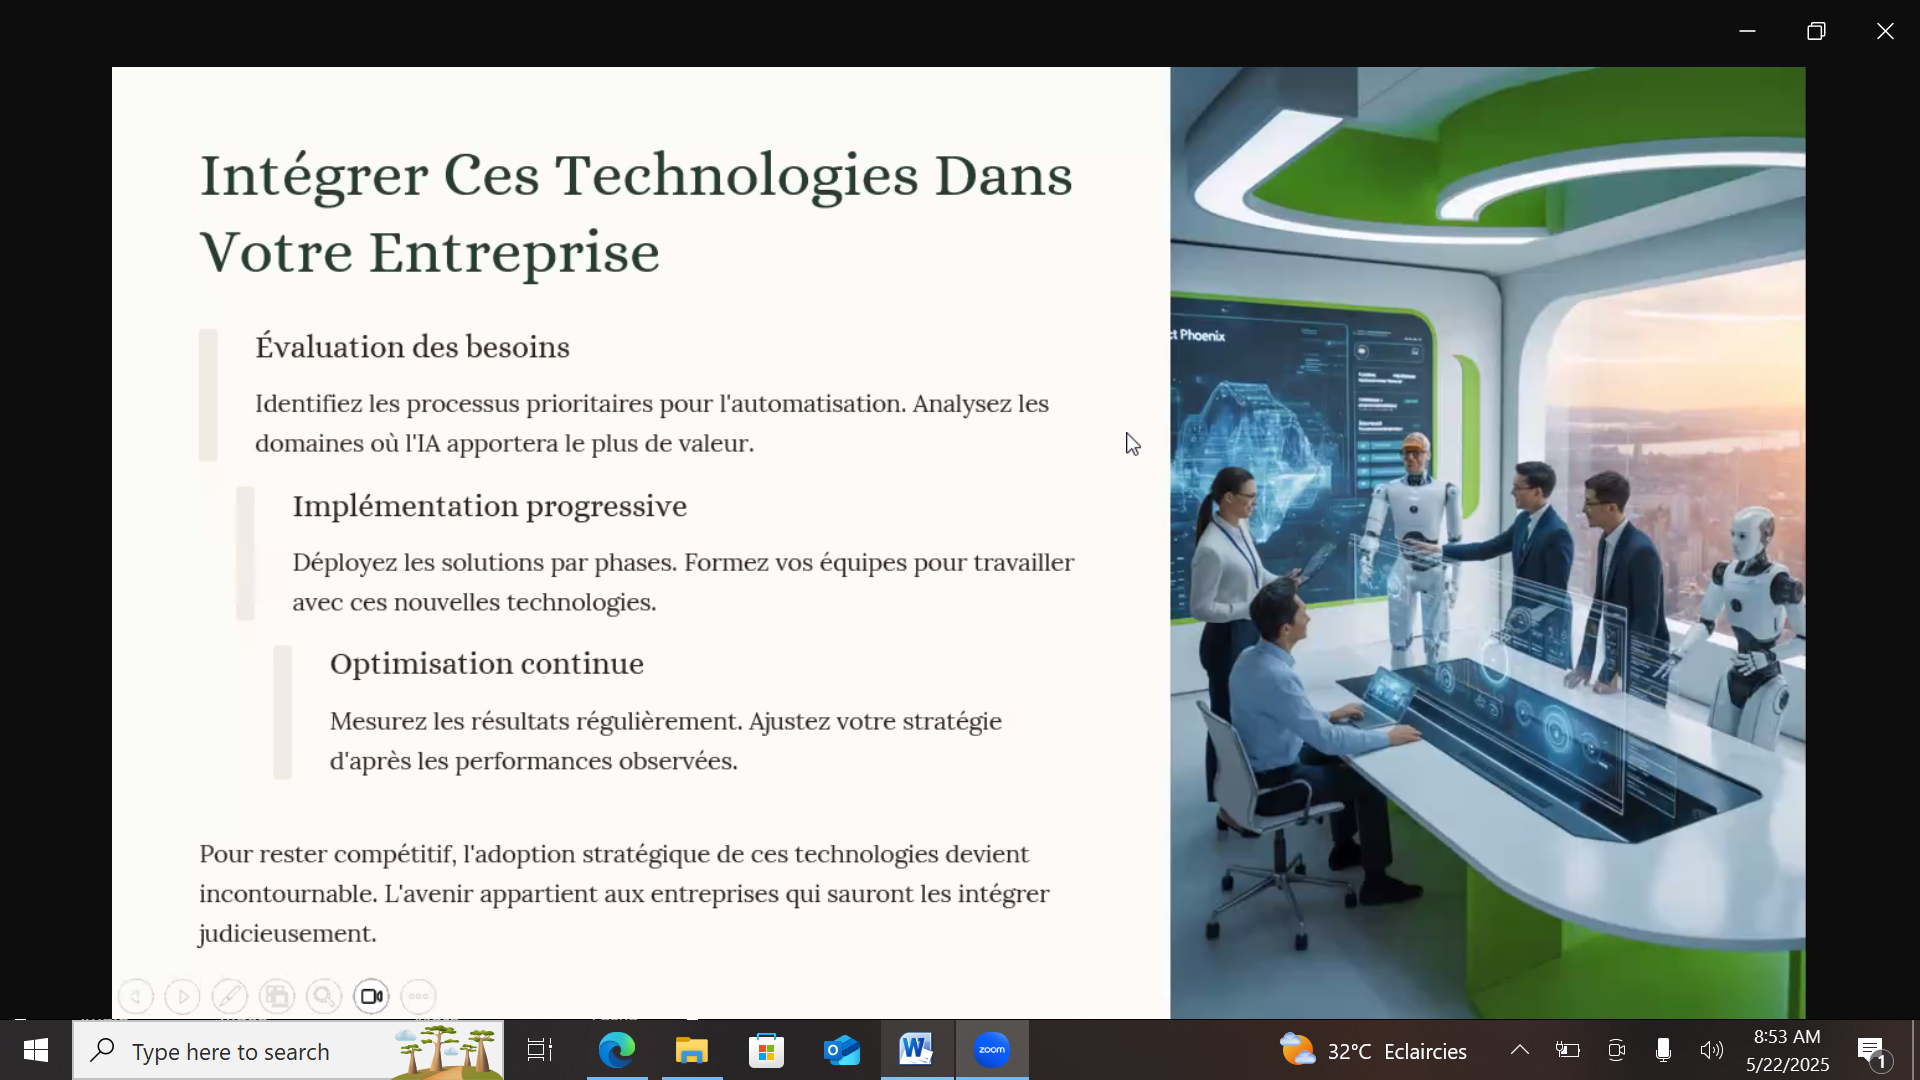 Intégrer Ces Technologies Dans
Votre Entreprise
Évaluation des besoins
Identifiez les processus prioritaires pour l'automatisation. Analysez les
domaines où l'IA apportera le plus de valeur.
Implémentation progressive
Déployez les solutions par phases. Formez vos équipes pour travailler
avec ces nouvelles technologies.
Optimisation continue
Mesurez les résultats régulièrement. Ajustez votre stratégie
d'après les performances observées.
Pour rester compétitif, l'adoption stratégique de ces technologies devient
incontournable. L'avenir appartient aux entreprises qui sauront les intégrer
judicieusement.
ct Phoenix
Type here to search
zoom
32°C Eclaircies
8:53 AM
5/22/2025
1